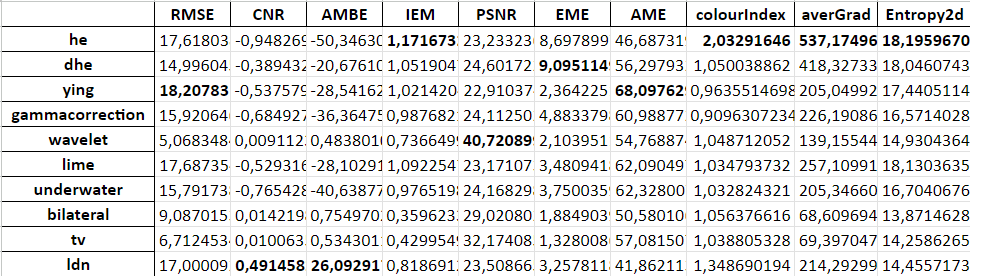 RMSE CNR AMBE IEM PSNR EME AME colourIndex averGrad Entropy2d
he 17,61803 -0,948269 -50,34630 1,171673 23,23323 8,697899 46,68731 2,03291646 537,17496 18,1959670
dhe 14,99604 -0,389432 -20,67610 1,051904 24,60172 9,0951149 56,29793 1,050038862 418,32733 18,0460743
ying 18,20783 -0,537579 -28,54162 1,021420 22,91037 2,364225 68,097629 0,9635514698 205,04992 17,4405114
gammacorrection 15,92064 -0,684927 -36,36475 0,987682 24,11250 4,883379 60,98877 0,9096307234 226,19086 16,5714028
wavelet 5,068348 0,009112 0,483801 0,736649 40,720899 2,103951 54,76887 1,048712052 139,15544 14,9304364
lime 17,68735 -0,529316 -28,10291 1,092254 23,17107 3,480941 62,09049 1,034793732 257,10991 18,1303635
underwater 15,79173 -0,765428 -40,63877 0,976519 24,16829 3,750035 62,32800 1,032824321 205,34660 16,7040676
bilateral 9,087015 0,014219 0,754970 0,359623 29,02080 1,884903 50,58010 1,056376616 68,609694 13,8714628
tv 6,712453 0,010063 0,534301 0,429954 32,17408 1,328008 57,08150 1,038805328 69,397047 14,2586265
ldn 17,00009 0,491458 26,09291 0,818691 23,50866 3,257811 41,86211 1,348690194 214,29299 14,4557173